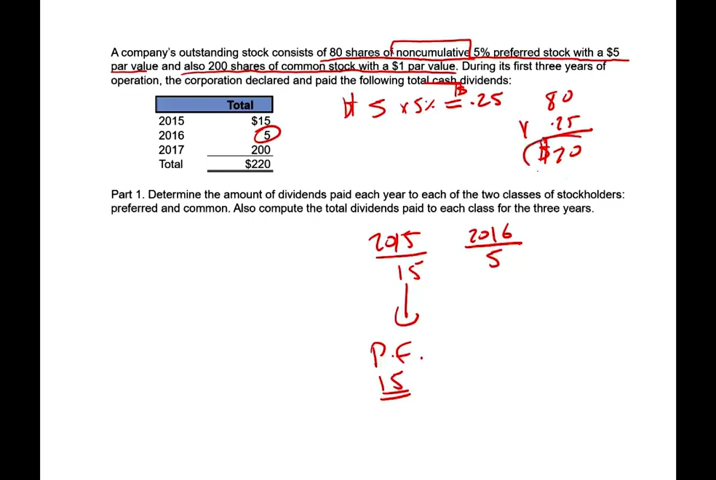 A company's outstanding stock consists of 80 shares of noncumulative 5% preferred stock with a $5
par value and also 200 shares of common stock with a $1 par value. During its first three years of
operation, the corporation declared and paid the following total cash dividends:
Total
2015 $15
2016 5
2017 200
Total $220
5 x 5% = .25
80
x .25
$20
Part 1. Determine the amount of dividends paid each year to each of the two classes of stockholders:
preferred and common. Also compute the total dividends paid to each class for the three years.
2015 2016
15 5
P.F.
15